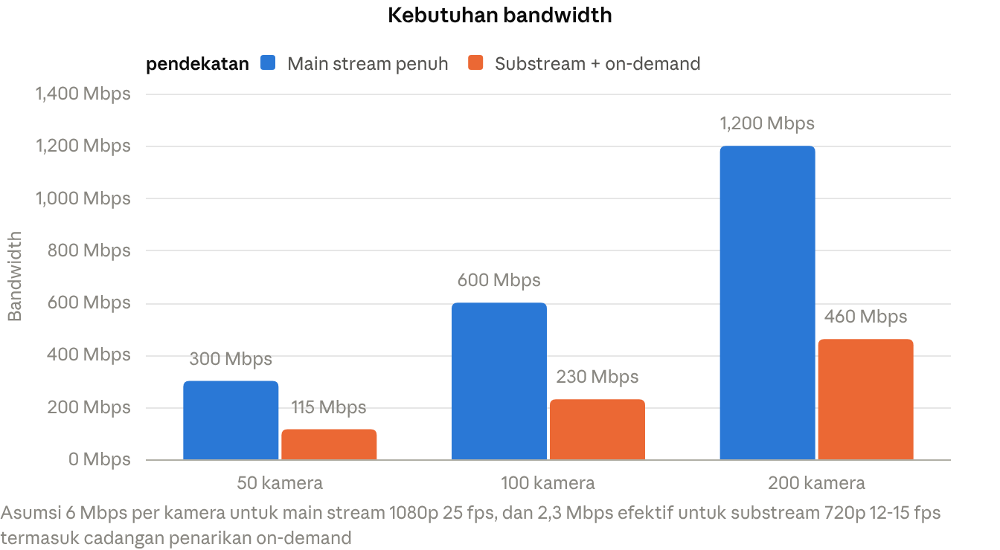 Kebutuhan bandwidth
pendekatan Main stream penuh Substream + on-demand
1,400 Mbps
1,200 Mbps
1,000 Mbps
800 Mbps
600 Mbps
400 Mbps
200 Mbps
0 Mbps
Bandwidth
300 Mbps
115 Mbps
600 Mbps
230 Mbps
1,200 Mbps
460 Mbps
50 kamera
100 kamera
200 kamera
Asumsi 6 Mbps per kamera untuk main stream 1080p 25 fps, dan 2,3 Mbps efektif untuk substream 720p 12-15 fps
termasuk cadangan penarikan on-demand